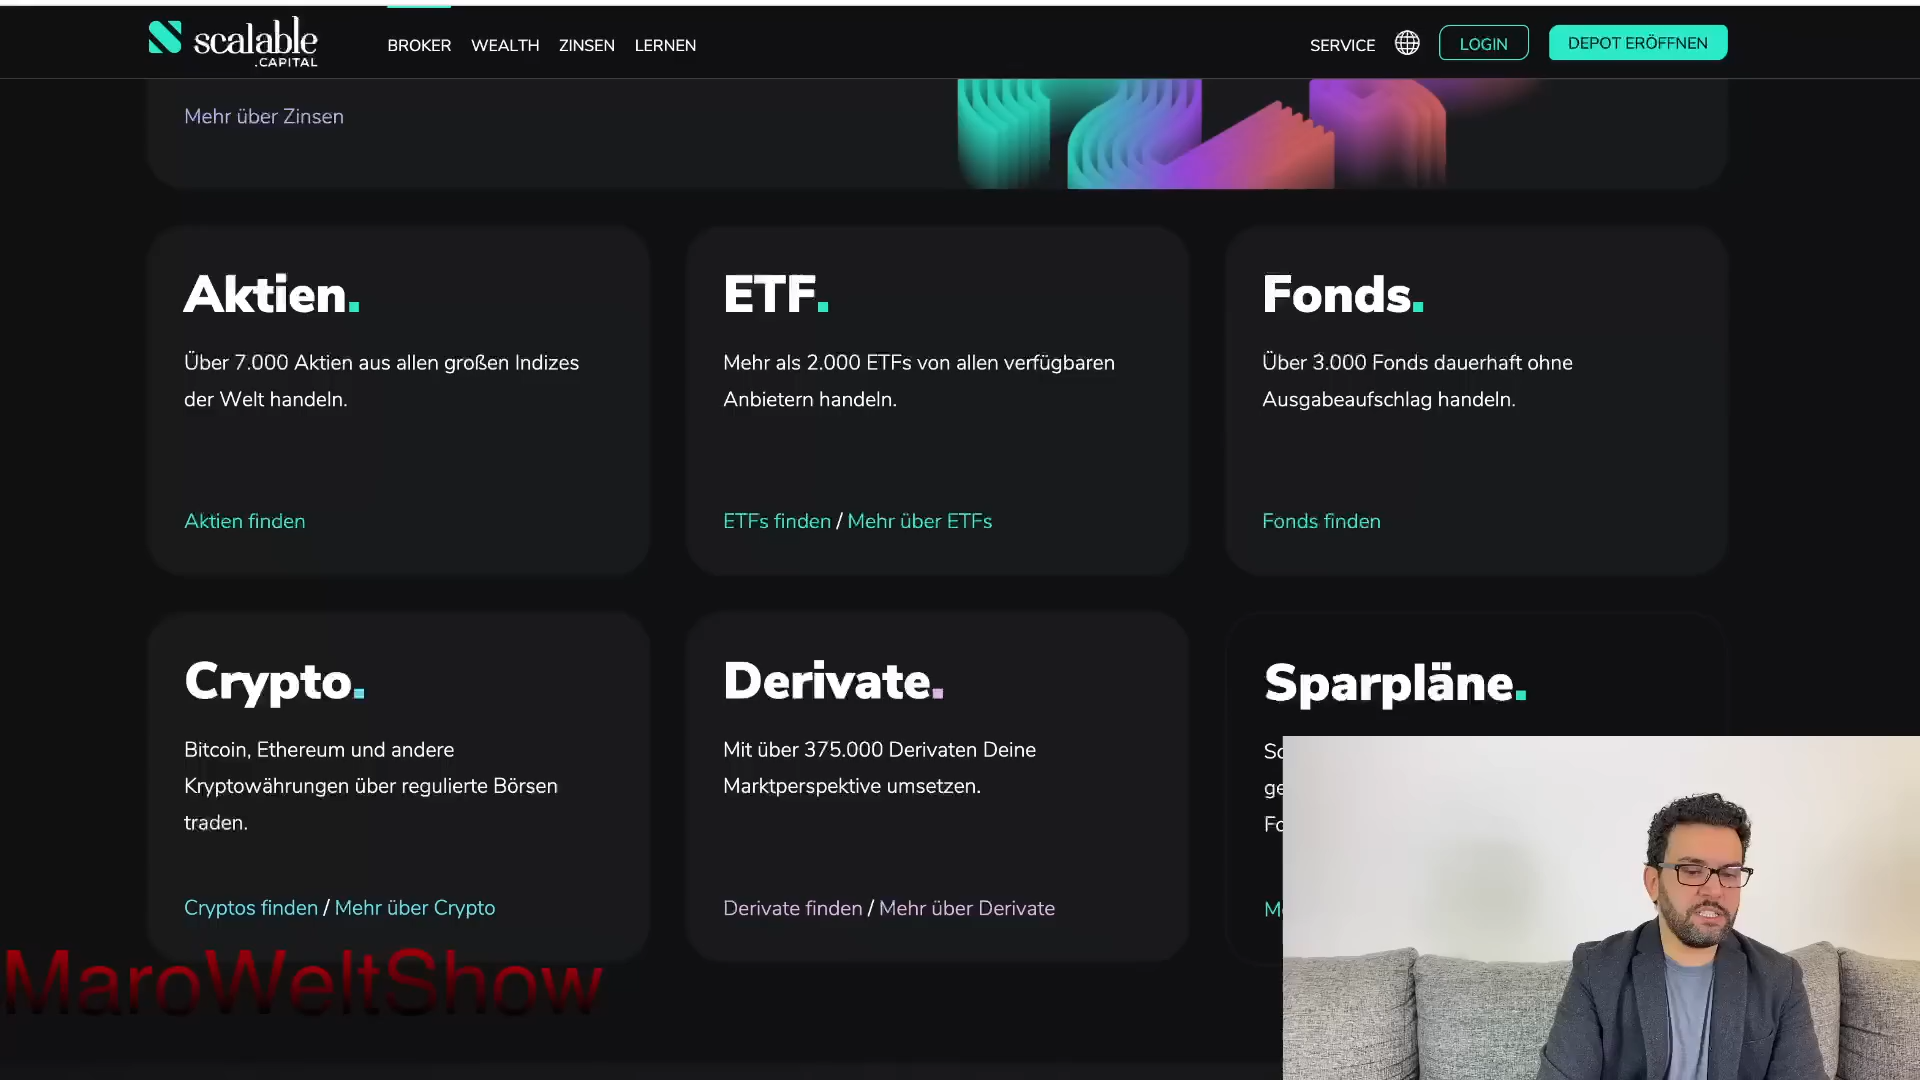 scalable
.CAPITAL
BROKER WEALTH ZINSEN LERNEN
SERVICE LOGIN DEPOT ERÖFFNEN
Mehr über Zinsen
Aktien.
Über 7.000 Aktien aus allen großen Indizes
der Welt handeln.
Aktien finden
ETF.
Mehr als 2.000 ETFs von allen verfügbaren
Anbietern handeln.
ETFs finden / Mehr über ETFs
Fonds.
Über 3.000 Fonds dauerhaft ohne
Ausgabeaufschlag handeln.
Fonds finden
Crypto.
Bitcoin, Ethereum und andere
Kryptowährungen über regulierte Börsen
traden.
Cryptos finden / Mehr über Crypto
Derivate.
Mit über 375.000 Derivaten Deine
Marktperspektive umsetzen.
Derivate finden / Mehr über Derivate
Sparpläne.
MaroWeltShow